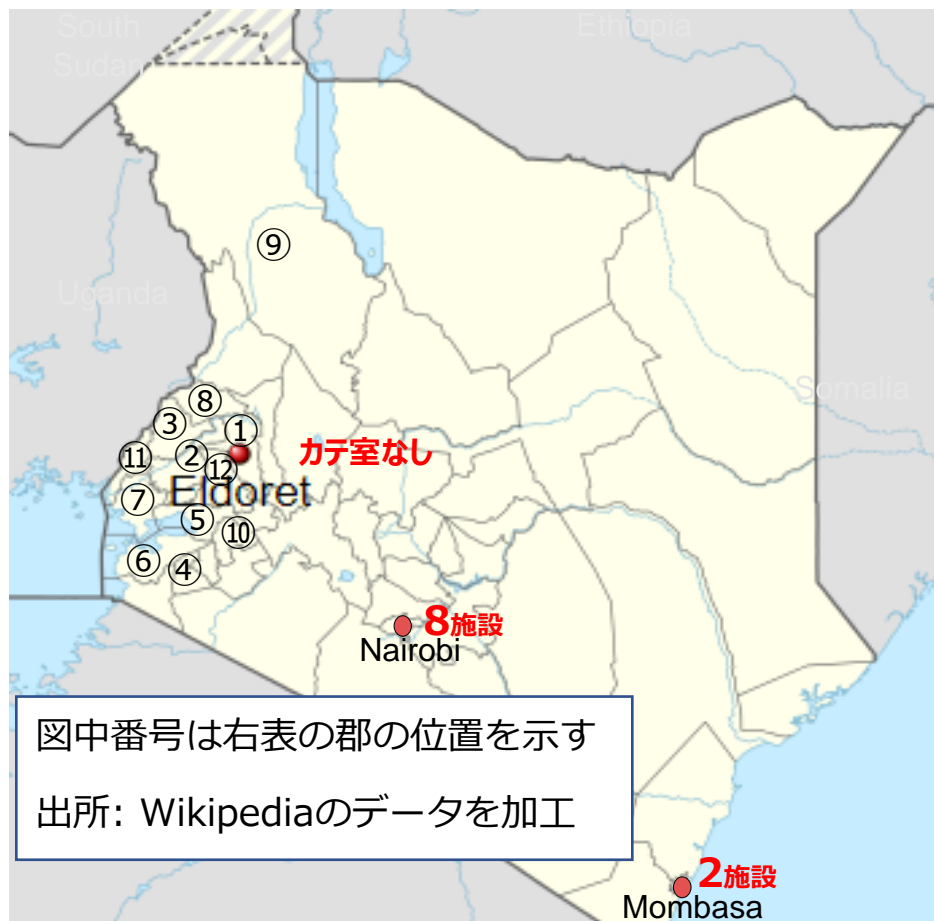 South
Sudan
Ethiopia
⑨
Uganda
Somalia
⑧
③
①
⑪
②
⑫
カテ室なし
⑦
Eldoret
⑤
⑩
⑥
④
8施設
Nairobi
図中番号は右表の郡の位置を示す
出所: Wikipediaのデータを加工
2施設
Mombasa